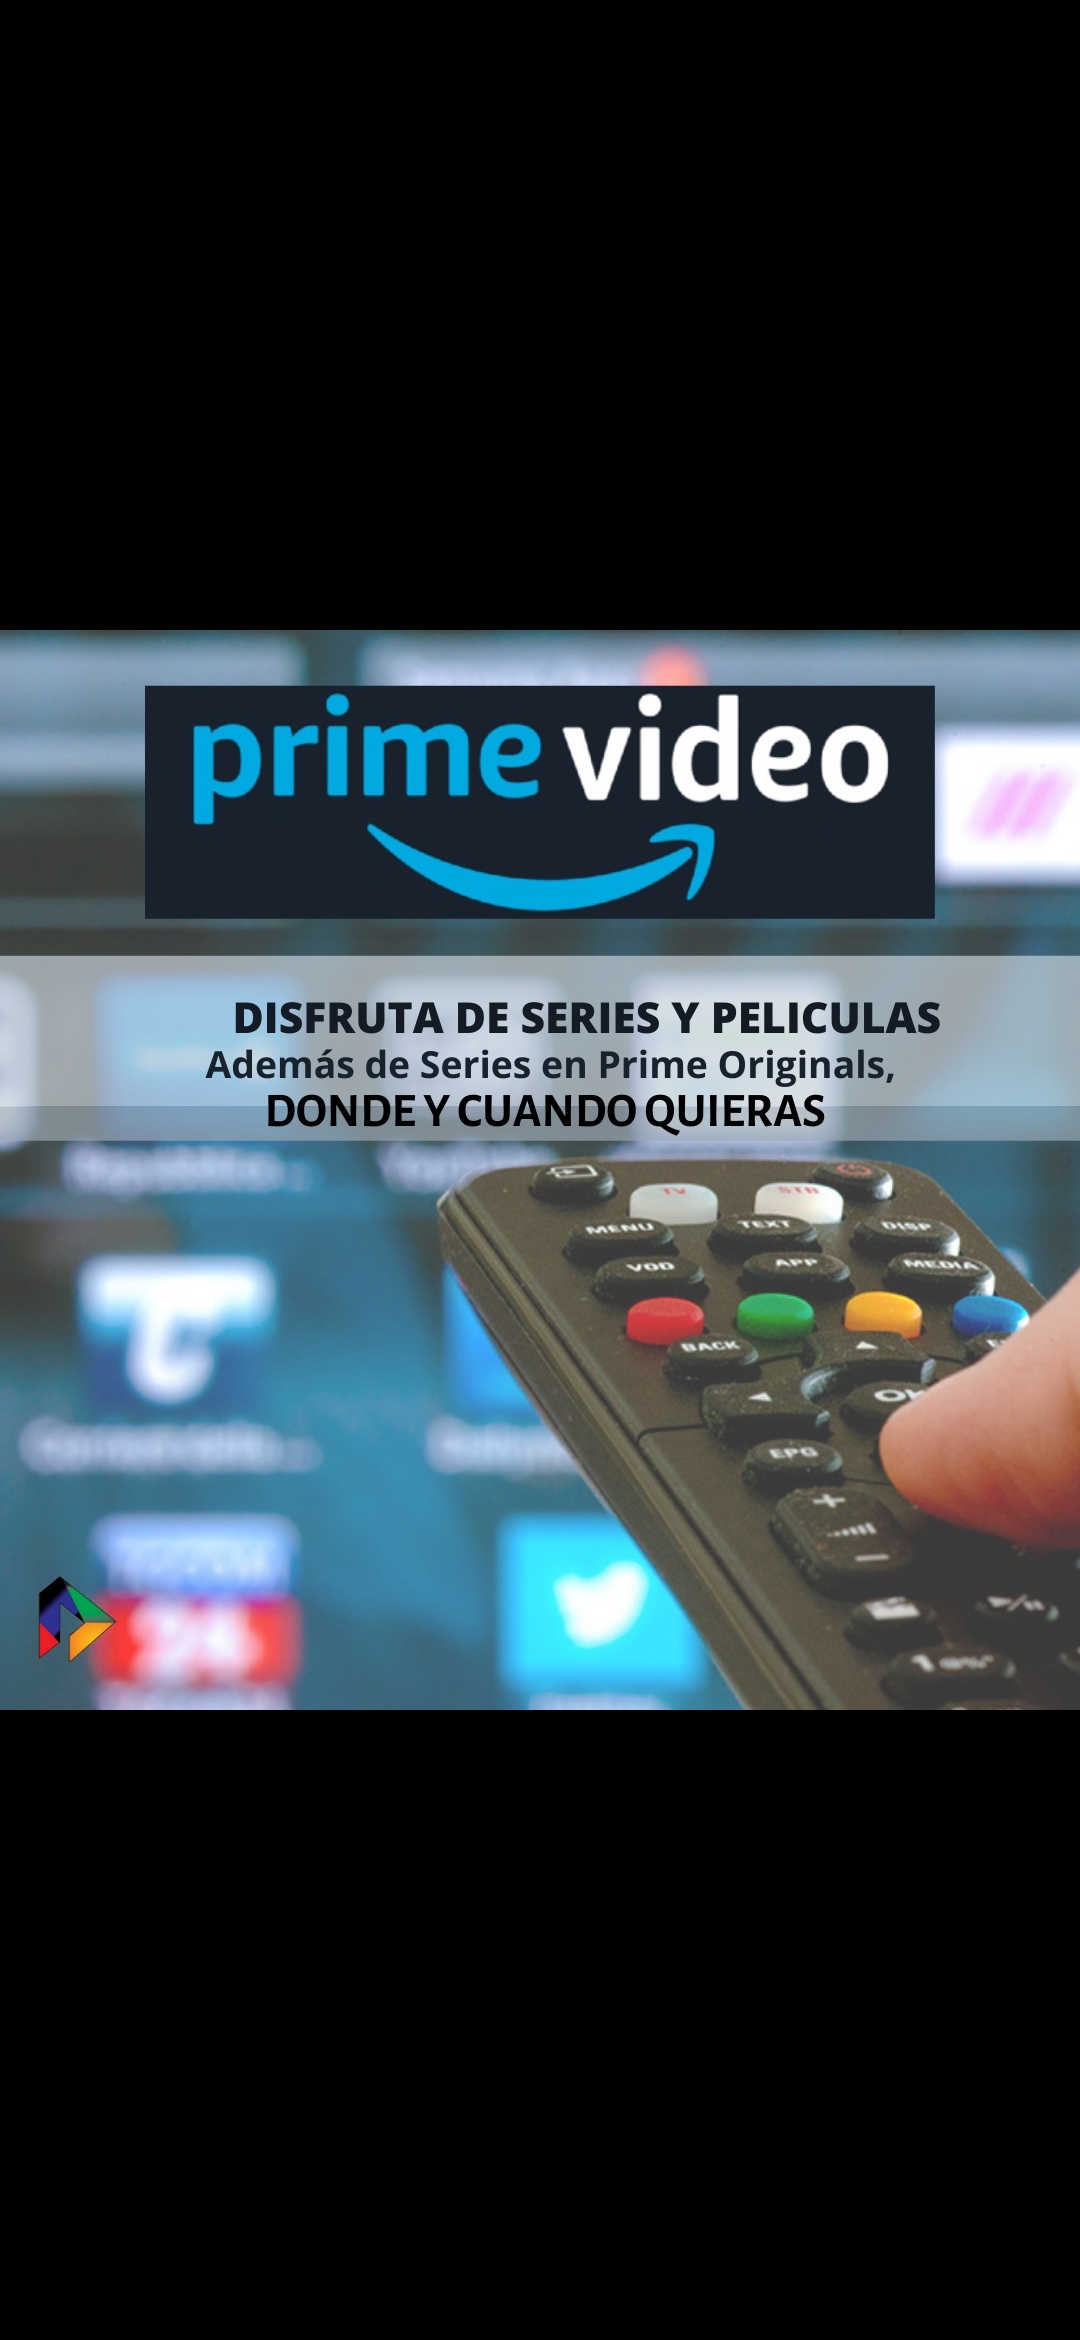 prime video
DISFRUTA DE SERIES Y PELICULAS
Además de Series en Prime Originals,
DONDE Y CUANDO QUIERAS
TV STB
MENU TEXT DISP
VOD APP MEDIA
BACK
OK
EPG
+
-
24